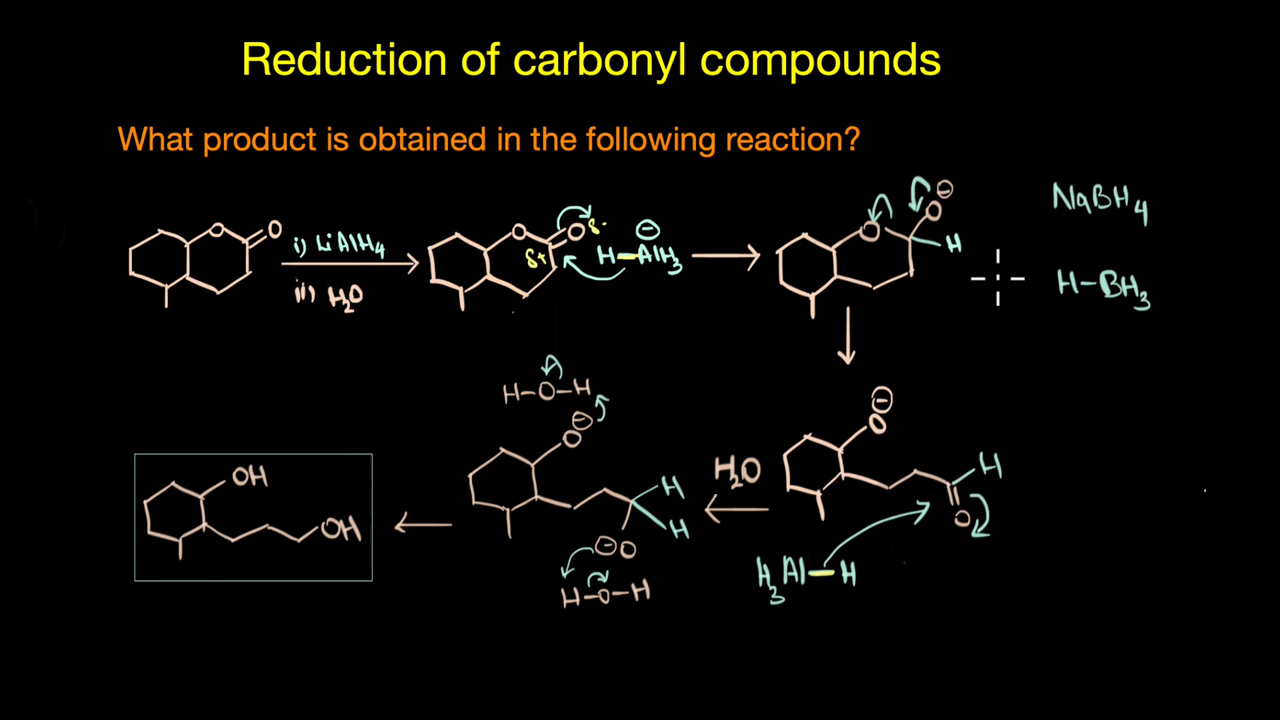 Reduction of carbonyl compounds
What product is obtained in the following reaction?
O O
i) LiAlH4
ii) H2O
O O δ-
δ+
⊖
H-AlH3
O O ⊖
H
NaBH4
H-BH3
H-O-H
O ⊖
H
H
⊖ O
H-O-H
H2O
O ⊖
H
O
H3Al-H
OH
OH